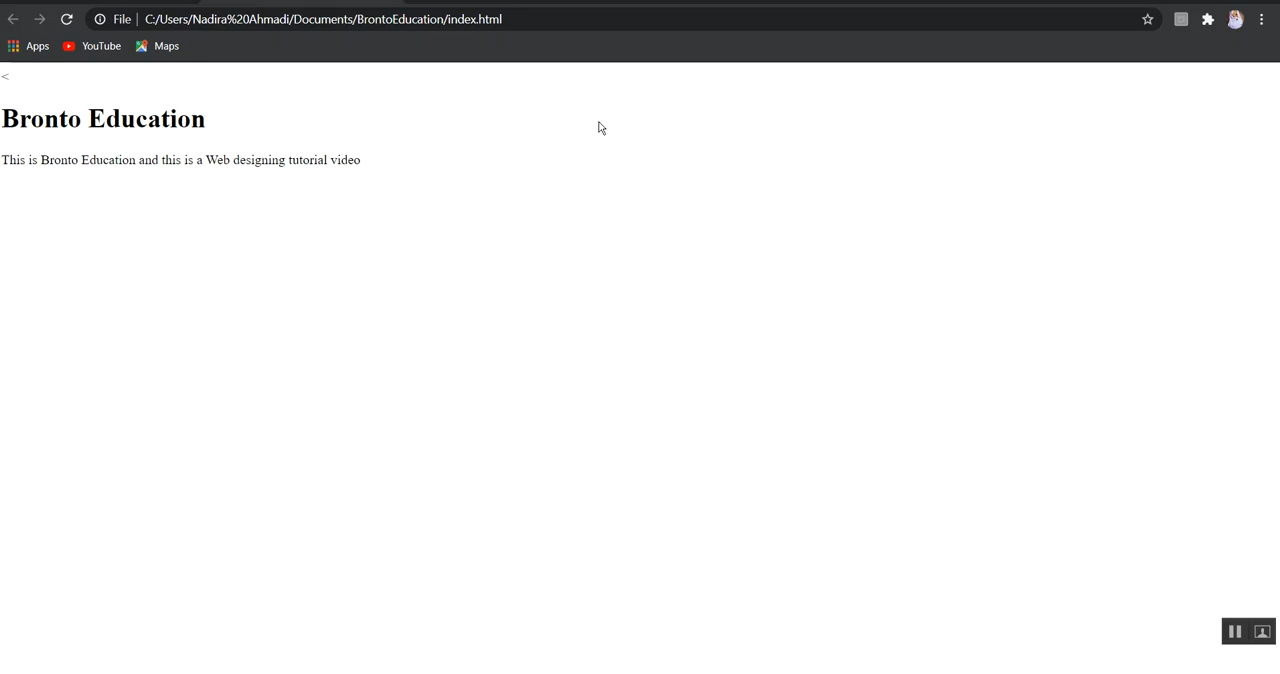 File | C:/Users/Nadira%20Ahmadi/Documents/BrontoEducation/index.html
Apps YouTube Maps
<
Bronto Education
This is Bronto Education and this is a Web designing tutorial video